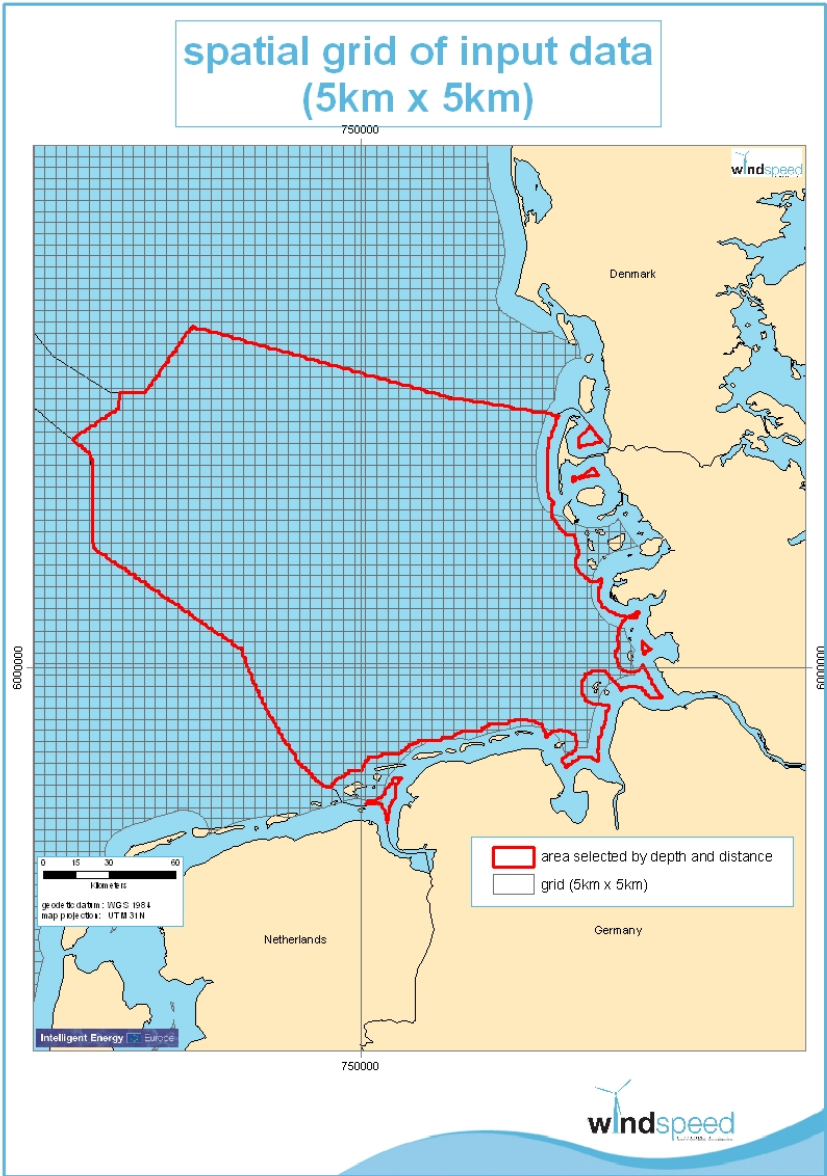 spatial grid of input data
(5km x 5km)
750000
windspeed
Denmark
6000000
6000000
area selected by depth and distance
grid (5km x 5km)
0 15 30 60
Kilometers
geodetic datum: WGS 1984
map projection: UTM 31N
Netherlands
Germany
Intelligent Energy Europe
750000
windspeed